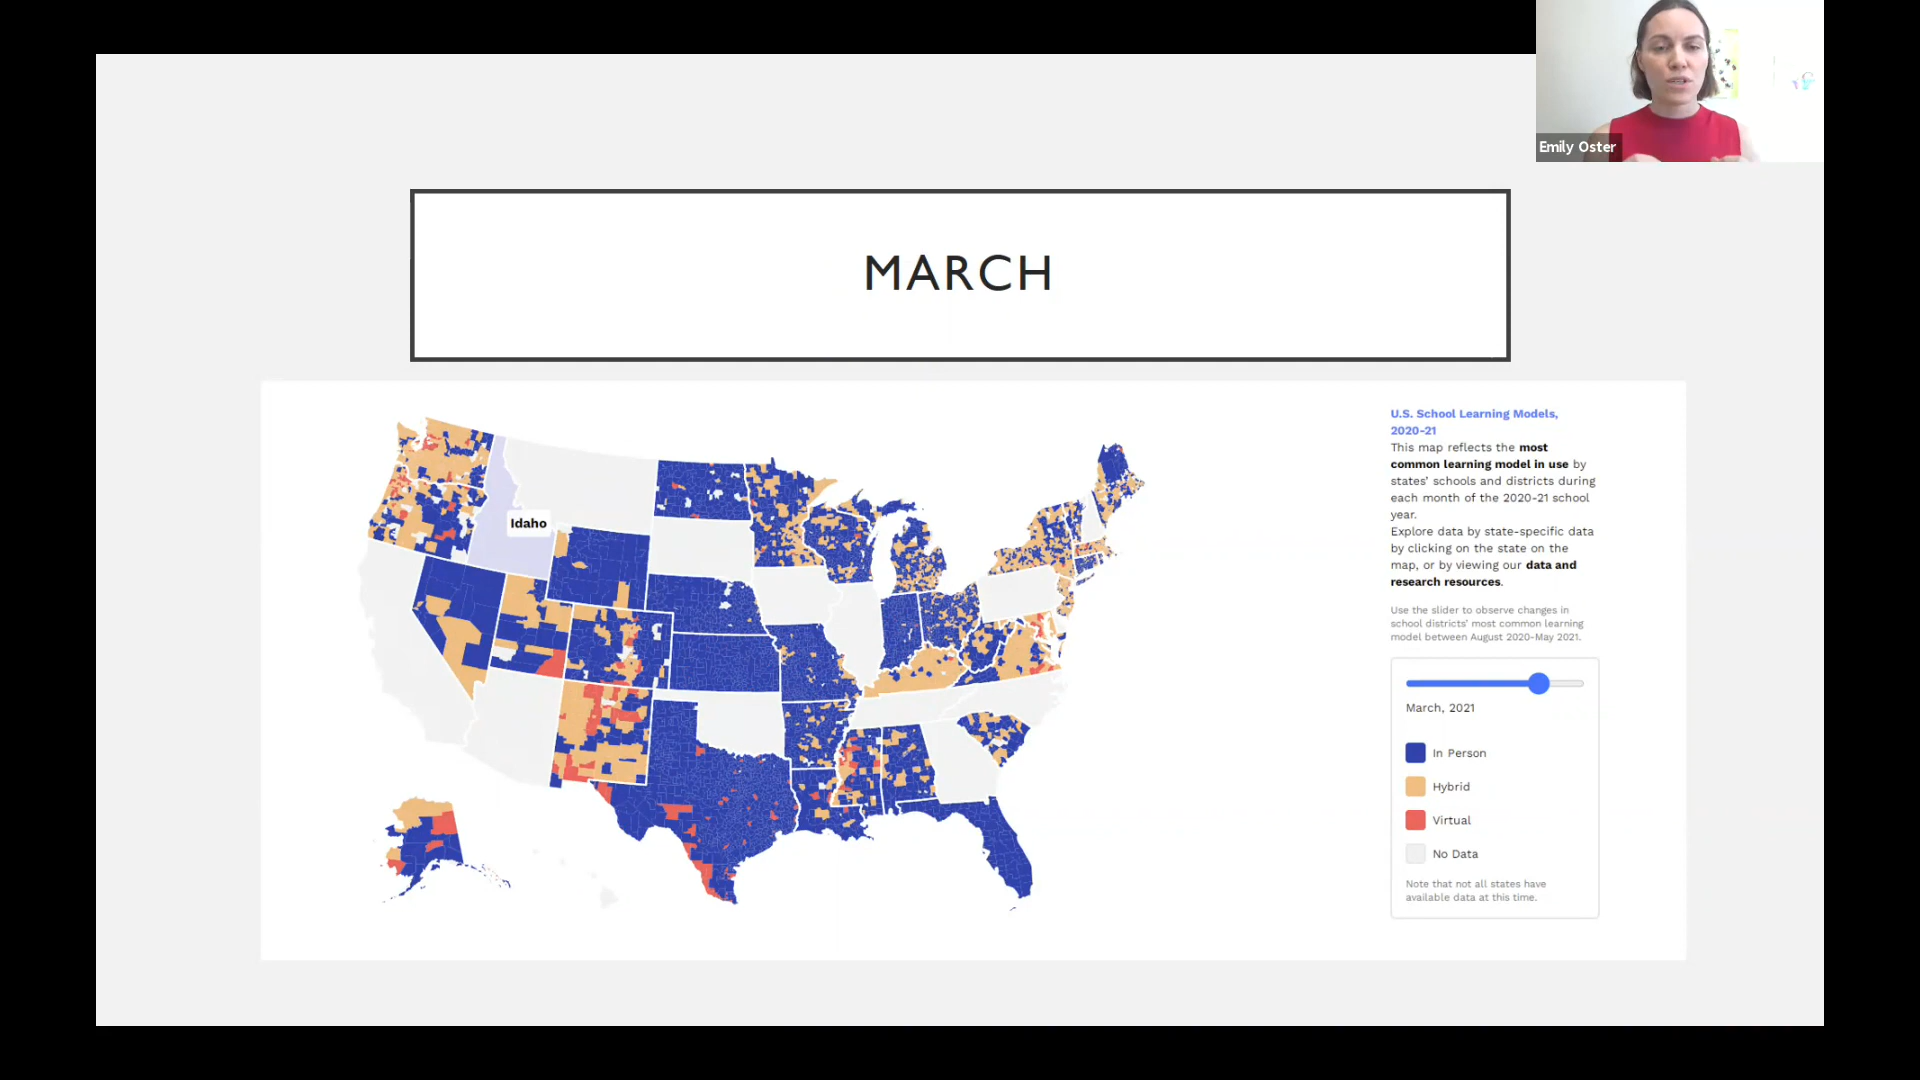 Emily Oster
MARCH
Idaho
U.S. School Learning Models,
2020-21
This map reflects the most
common learning model in use by
states' schools and districts during
each month of the 2020-21 school
year.
Explore data by state-specific data
by clicking on the state on the
map, or by viewing our data and
research resources.
Use the slider to observe changes in
school districts' most common learning
model between August 2020-May 2021.
March, 2021
In Person
Hybrid
Virtual
No Data
Note that not all states have
available data at this time.